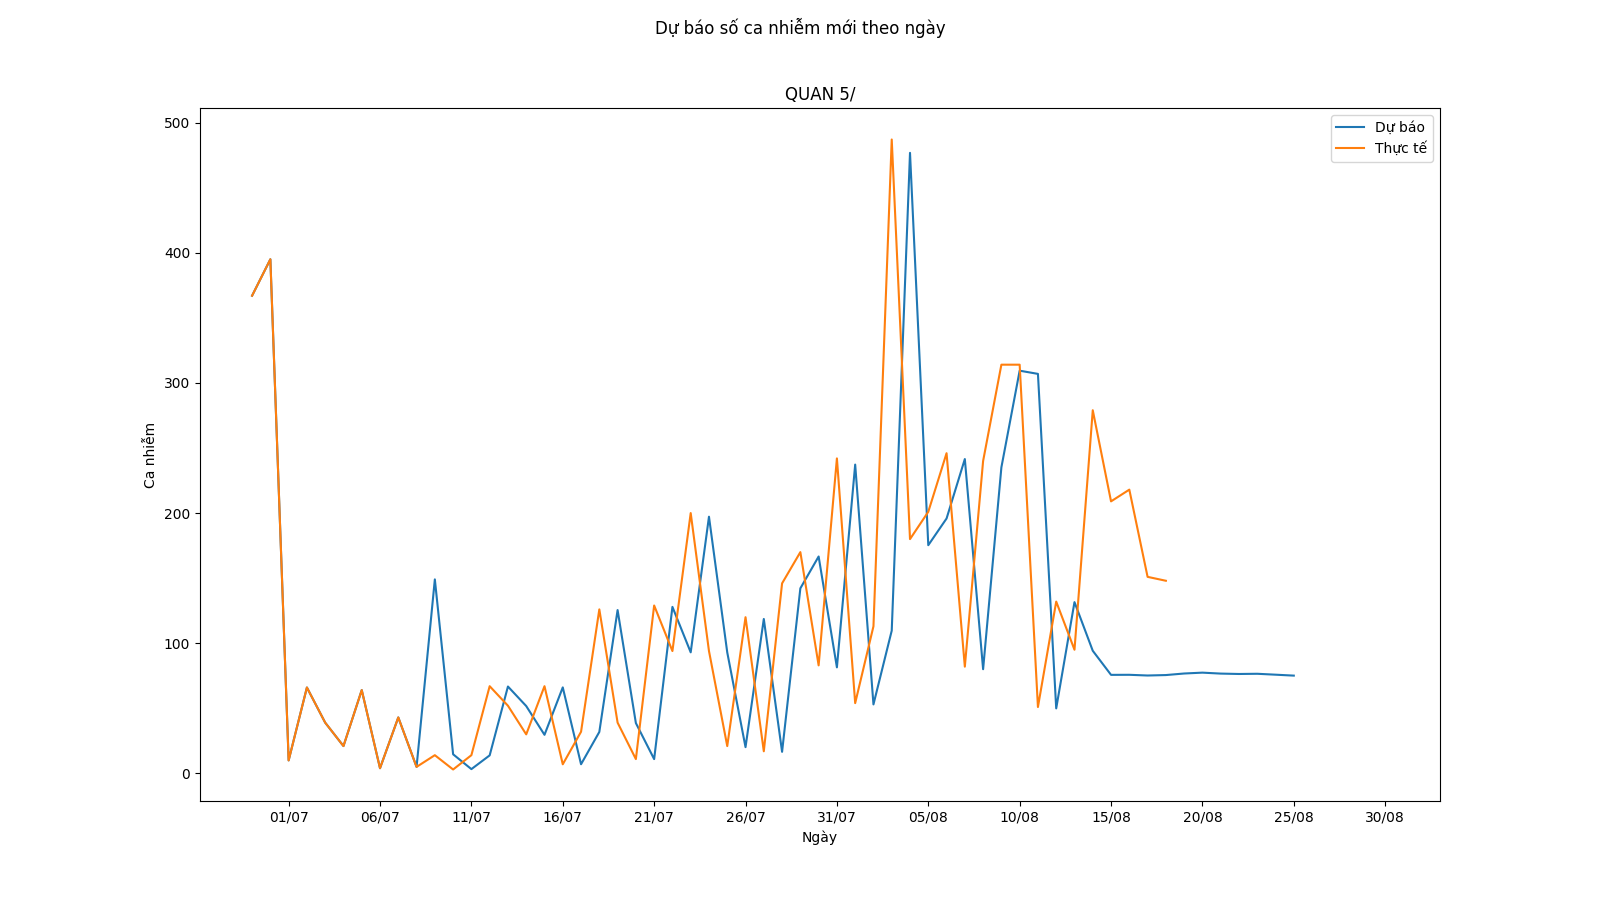 Dự báo số ca nhiễm mới theo ngày
QUAN 5/
Dự báo
Thực tế
500
400
300
200
100
0
Ca nhiễm
01/07 06/07 11/07 16/07 21/07 26/07 31/07 05/08 10/08 15/08 20/08 25/08 30/08
Ngày